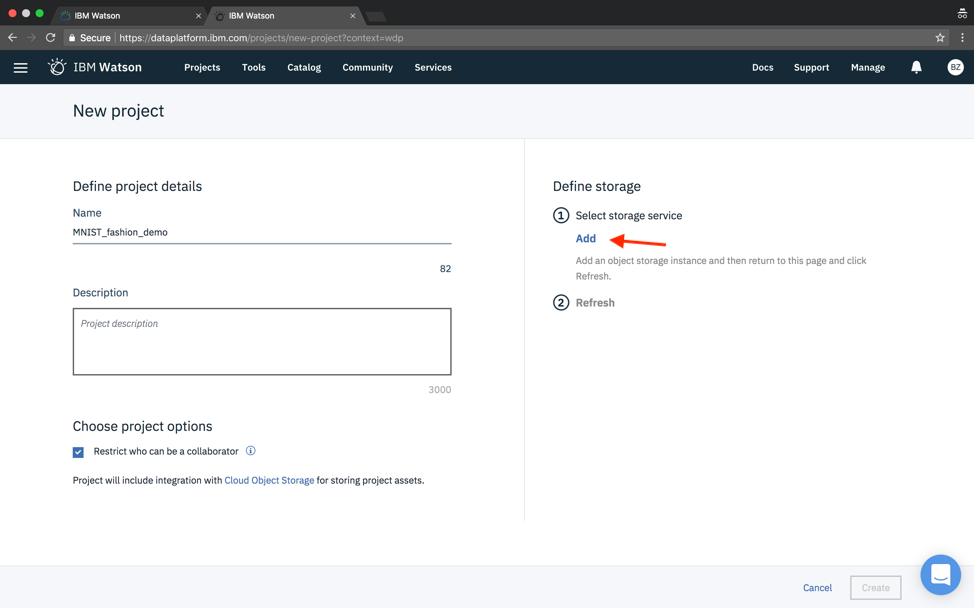 IBM Watson
IBM Watson
Secure https://dataplatform.ibm.com/projects/new-project?context=wdp
IBM Watson Projects Tools Catalog Community Services Docs Support Manage BZ
New project
Define project details
Name
MNIST_fashion_demo
82
Description
Project description
3000
Choose project options
Restrict who can be a collaborator
Project will include integration with Cloud Object Storage for storing project assets.
Define storage
1 Select storage service
Add
Add an object storage instance and then return to this page and click
Refresh.
2 Refresh
Cancel Create